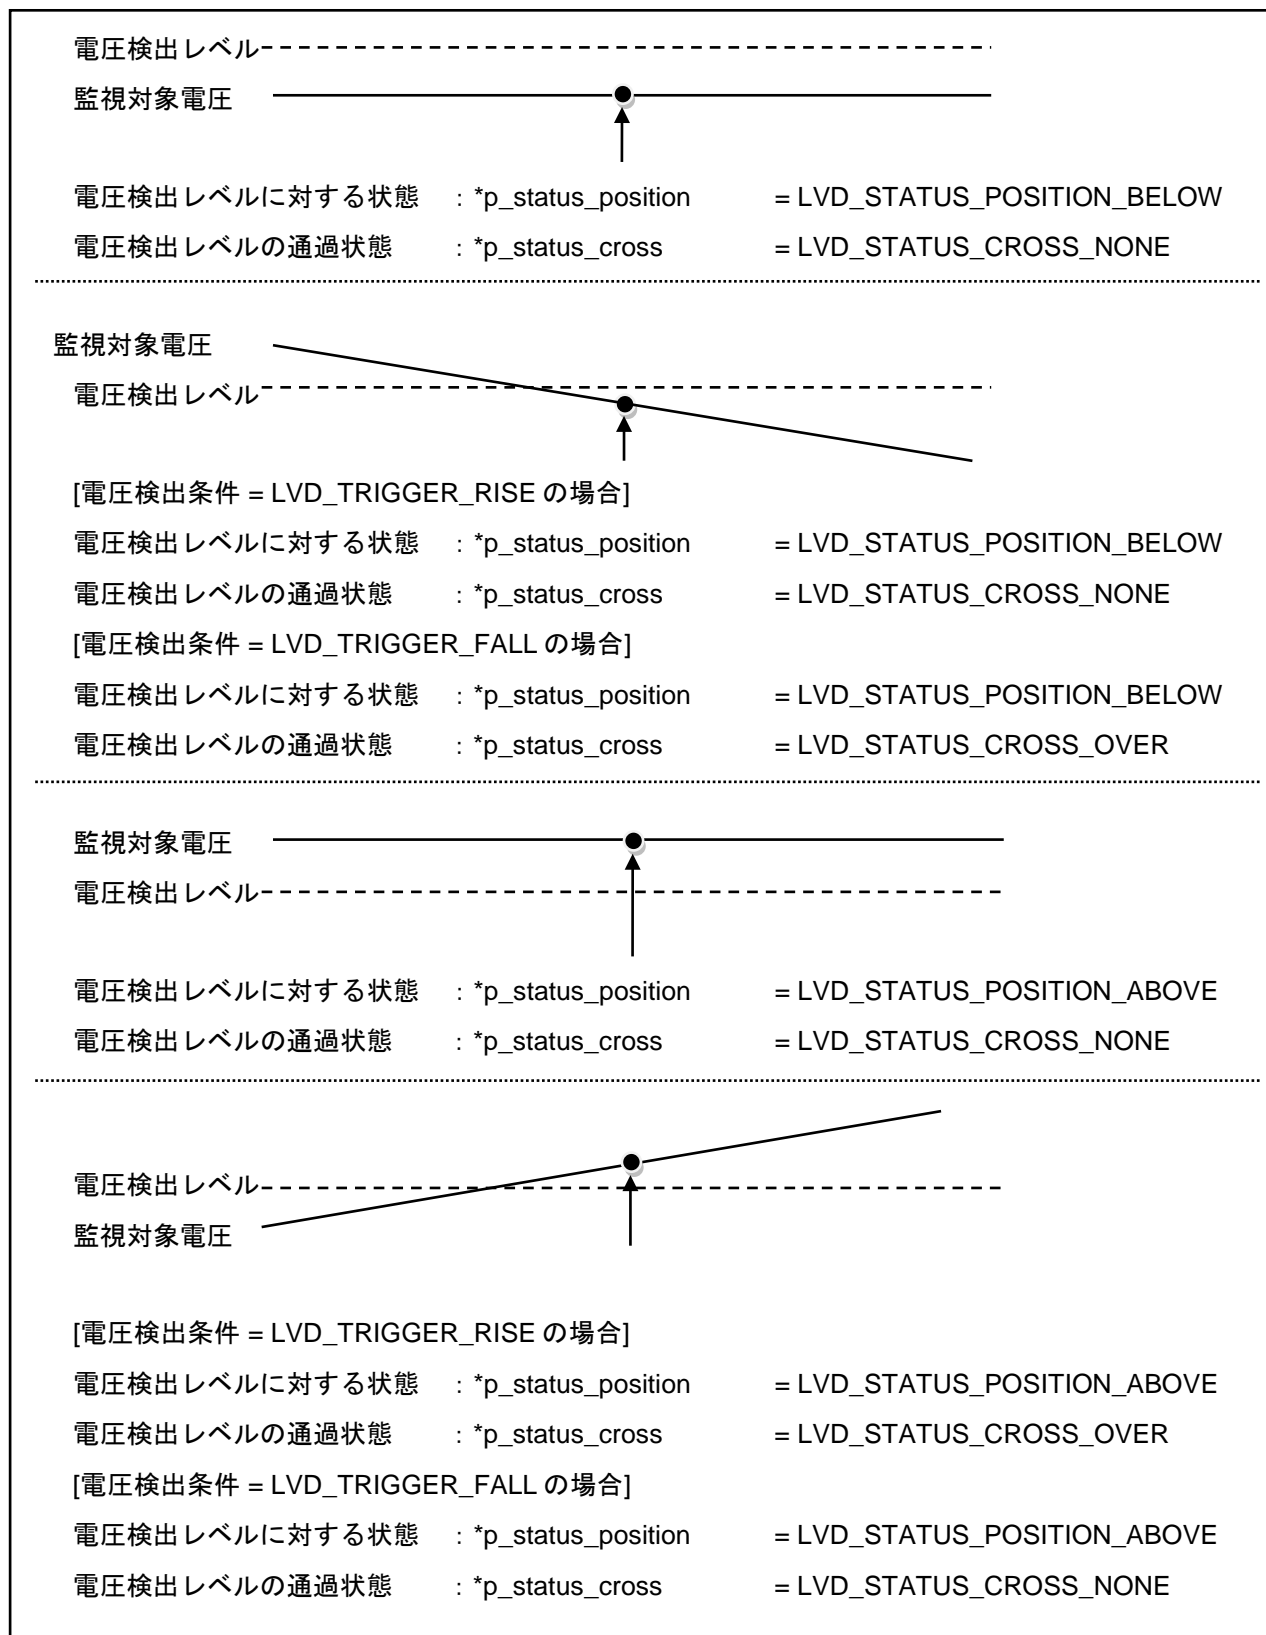 電圧検出レベル
監視対象電圧
電圧検出レベルに対する状態 : *p_status_position = LVD_STATUS_POSITION_BELOW
電圧検出レベルの通過状態 : *p_status_cross = LVD_STATUS_CROSS_NONE
監視対象電圧
電圧検出レベル
[電圧検出条件 = LVD_TRIGGER_RISE の場合]
電圧検出レベルに対する状態 : *p_status_position = LVD_STATUS_POSITION_BELOW
電圧検出レベルの通過状態 : *p_status_cross = LVD_STATUS_CROSS_NONE
[電圧検出条件 = LVD_TRIGGER_FALL の場合]
電圧検出レベルに対する状態 : *p_status_position = LVD_STATUS_POSITION_BELOW
電圧検出レベルの通過状態 : *p_status_cross = LVD_STATUS_CROSS_OVER
監視対象電圧
電圧検出レベル
電圧検出レベルに対する状態 : *p_status_position = LVD_STATUS_POSITION_ABOVE
電圧検出レベルの通過状態 : *p_status_cross = LVD_STATUS_CROSS_NONE
電圧検出レベル
監視対象電圧
[電圧検出条件 = LVD_TRIGGER_RISE の場合]
電圧検出レベルに対する状態 : *p_status_position = LVD_STATUS_POSITION_ABOVE
電圧検出レベルの通過状態 : *p_status_cross = LVD_STATUS_CROSS_OVER
[電圧検出条件 = LVD_TRIGGER_FALL の場合]
電圧検出レベルに対する状態 : *p_status_position = LVD_STATUS_POSITION_ABOVE
電圧検出レベルの通過状態 : *p_status_cross = LVD_STATUS_CROSS_NONE